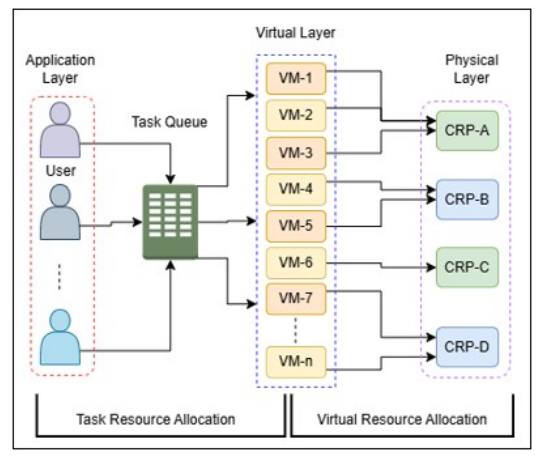 Virtual Layer
Application
Layer
Physical
Layer
Task Queue
User
VM-1
VM-2
VM-3
VM-4
VM-5
VM-6
VM-7
VM-n
CRP-A
CRP-B
CRP-C
CRP-D
Task Resource Allocation
Virtual Resource Allocation